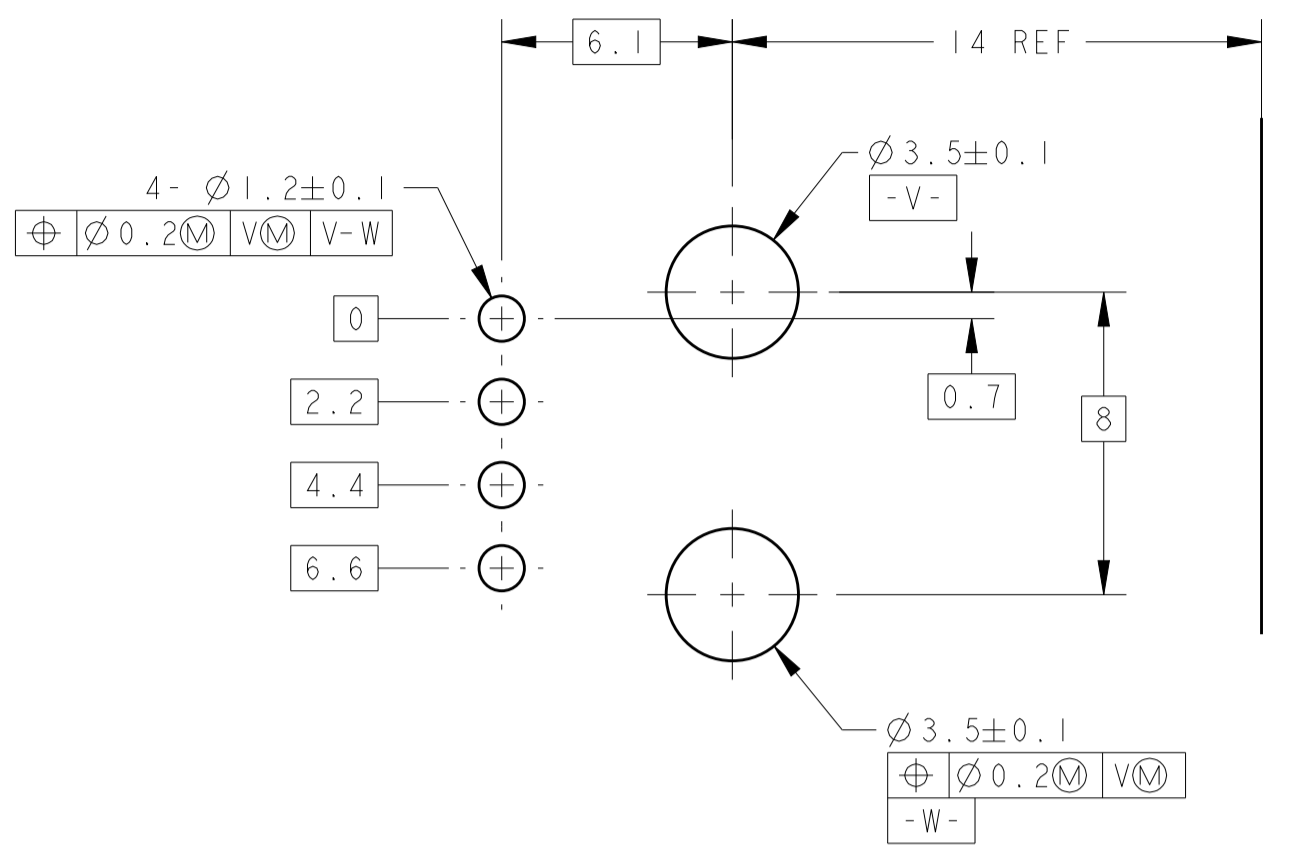 6.1
14 REF
Ø3.5±0.1
-V-
4- Ø1.2±0.1
⌖ Ø0.2Ⓜ VⓂ V-W
0
2.2
0.7
8
4.4
6.6
Ø3.5±0.1
⌖ Ø0.2Ⓜ VⓂ
-W-